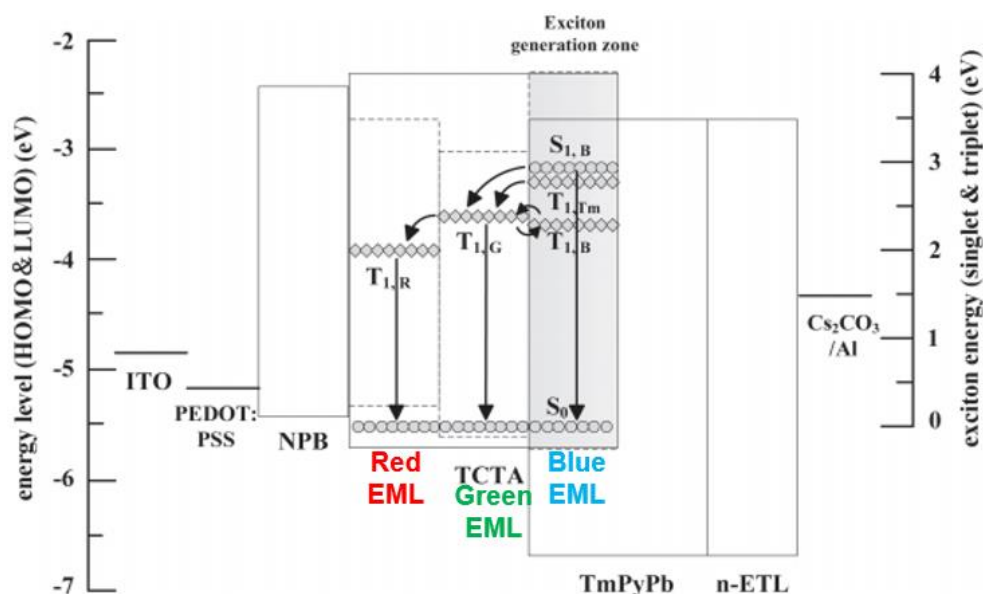 Exciton
generation zone
energy level (HOMO&LUMO) (eV)
-2
-3
-4
-5
-6
-7
exciton energy (singlet & triplet) (eV)
4
3
2
1
0
S1, B
T1,Tm
T1,G
T1,B
T1,R
S0
ITO
PEDOT:
PSS
NPB
Red
EML
TCTA
Green
EML
Blue
EML
Cs2CO3
/Al
TmPyPb
n-ETL